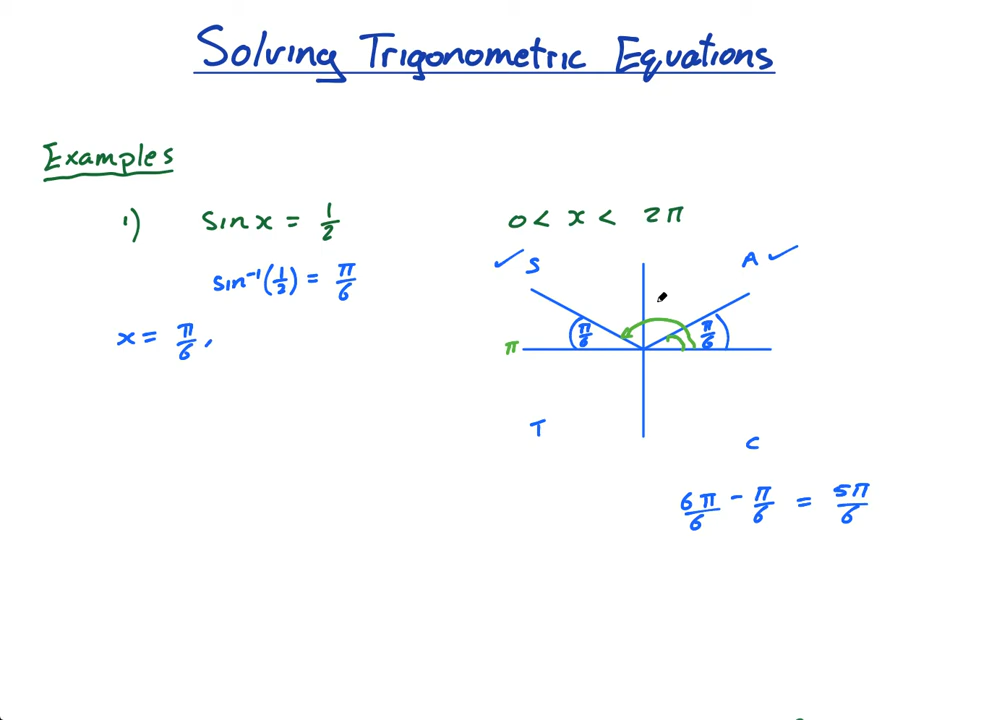 Solving Trigonometric Equations
Examples
1) sin x = 1/2 0 < x < 2π
sin⁻¹(1/2) = π/6
S A
x = π/6,
π π/6 π/6
T C
6π/6 - π/6 = 5π/6